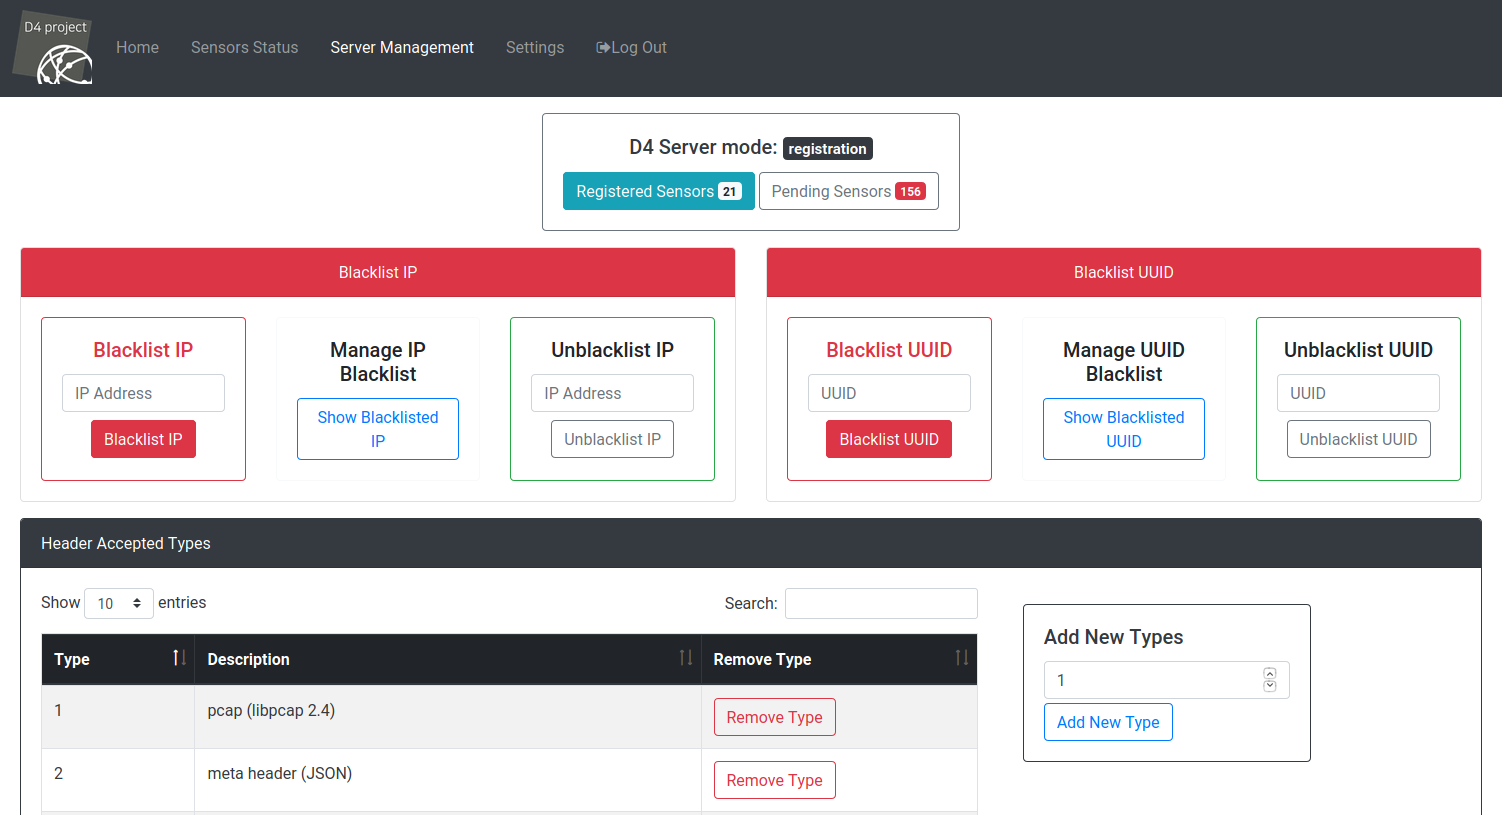 D4 project
Home Sensors Status Server Management Settings Log Out
D4 Server mode: registration
Registered Sensors 21 Pending Sensors 156
Blacklist IP
Blacklist IP
IP Address
Blacklist IP
Manage IP
Blacklist
Show Blacklisted
IP
Unblacklist IP
IP Address
Unblacklist IP
Blacklist UUID
Blacklist UUID
UUID
Blacklist UUID
Manage UUID
Blacklist
Show Blacklisted
UUID
Unblacklist UUID
UUID
Unblacklist UUID
Header Accepted Types
Show 10 entries Search:
Type Description Remove Type
1 pcap (libpcap 2.4) Remove Type
2 meta header (JSON) Remove Type
Add New Types
1
Add New Type